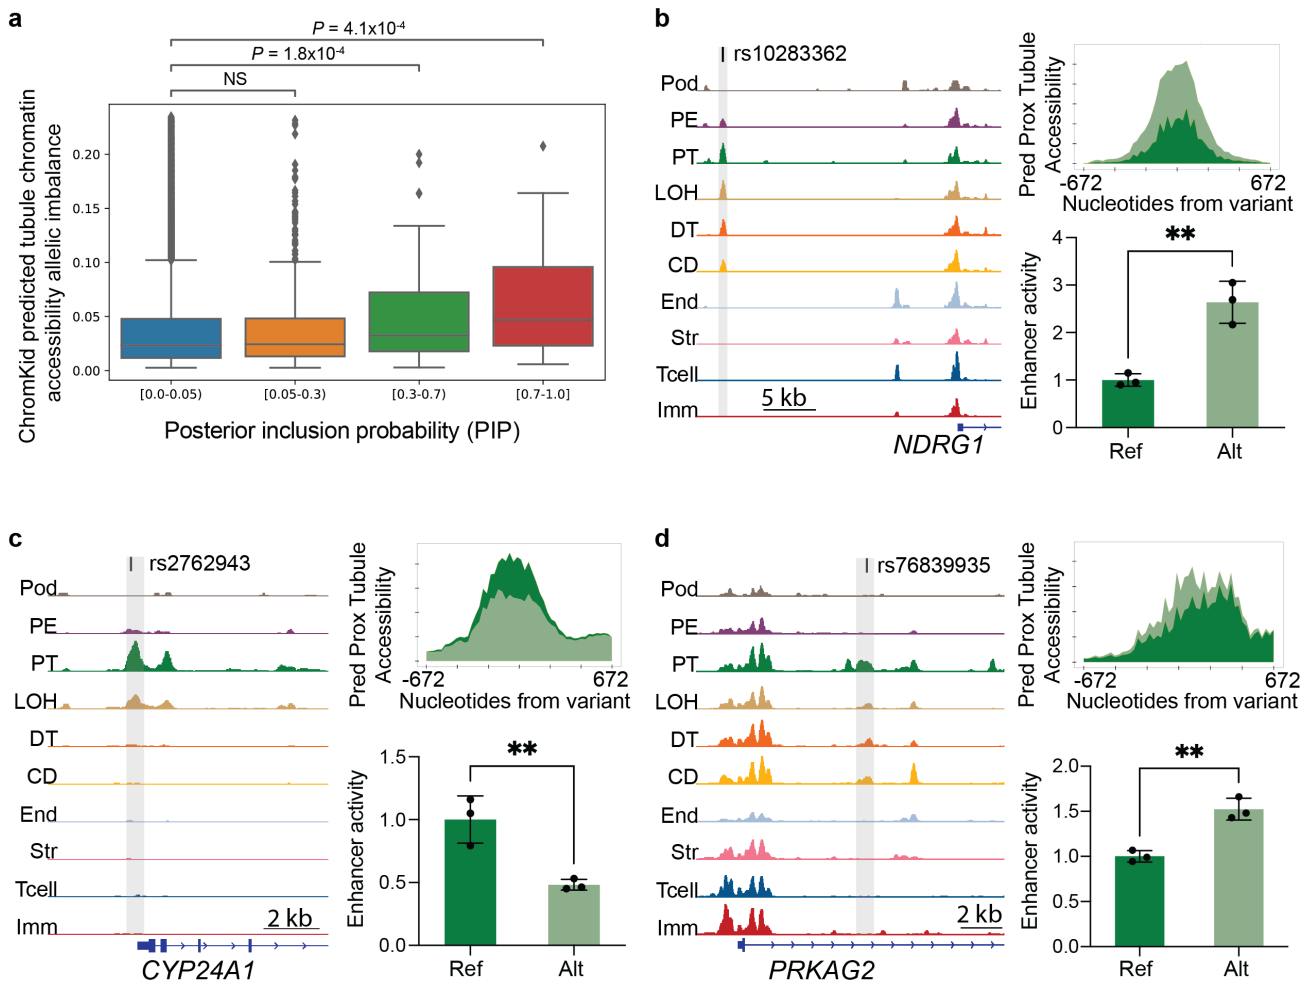 a
P = 4.1x10-4
P = 1.8x10-4
NS
ChromKid predicted tubule chromatin
accessibility allelic imbalance
0.20
0.15
0.10
0.05
0.00
[0.0-0.05)
[0.05-0.3)
[0.3-0.7)
[0.7-1.0]
Posterior inclusion probability (PIP)
b
rs10283362
Pod
PE
PT
LOH
DT
CD
End
Str
Tcell
Imm
5 kb
NDRG1
Pred Prox Tubule
Accessibility
-672
672
Nucleotides from variant
Enhancer activity
4
3
2
1
0
**
Ref
Alt
c
rs2762943
Pod
PE
PT
LOH
DT
CD
End
Str
Tcell
Imm
2 kb
CYP24A1
Pred Prox Tubule
Accessibility
-672
672
Nucleotides from variant
Enhancer activity
1.5
1.0
0.5
0.0
**
Ref
Alt
d
rs76839935
Pod
PE
PT
LOH
DT
CD
End
Str
Tcell
Imm
2 kb
PRKAG2
Pred Prox Tubule
Accessibility
-672
672
Nucleotides from variant
Enhancer activity
2.0
1.5
1.0
0.5
0.0
**
Ref
Alt